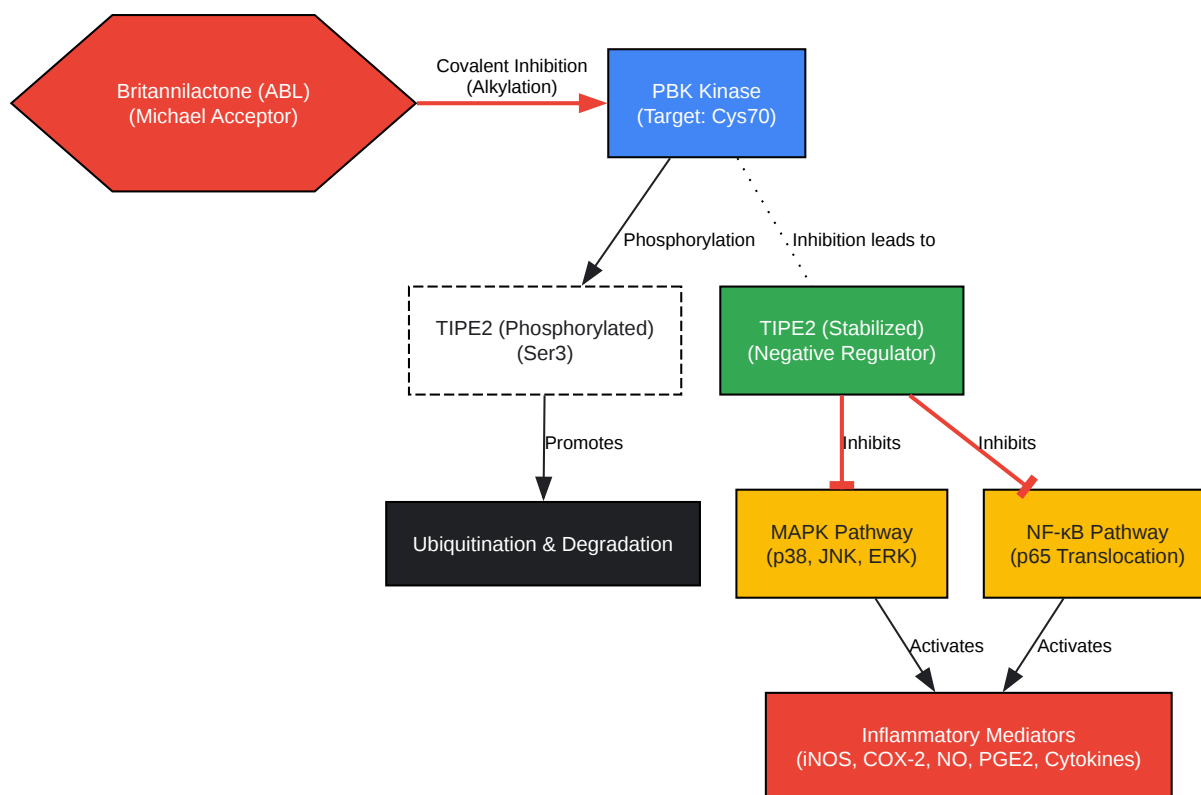 Britannilactone (ABL)
(Michael Acceptor)
Covalent Inhibition
(Alkylation)
PBK Kinase
(Target: Cys70)
Phosphorylation
Inhibition leads to
TIPE2 (Phosphorylated)
(Ser3)
TIPE2 (Stabilized)
(Negative Regulator)
Promotes
Inhibits
Inhibits
Ubiquitination & Degradation
MAPK Pathway
(p38, JNK, ERK)
NF-κB Pathway
(p65 Translocation)
Activates
Activates
Inflammatory Mediators
(iNOS, COX-2, NO, PGE2, Cytokines)